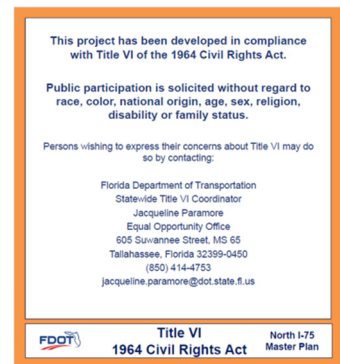 This project has been developed in compliance
with Title VI of the 1964 Civil Rights Act.
Public participation is solicited without regard to
race, color, national origin, age, sex, religion,
disability or family status.
Persons wishing to express their concerns about Title VI may do
so by contacting:
Florida Department of Transportation
Statewide Title VI Coordinator
Jacqueline Paramore
Equal Opportunity Office
605 Suwannee Street, MS 65
Tallahassee, Florida 32399-0450
(850) 414-4753
jacqueline.paramore@dot.state.fl.us
FDOT
Title VI
1964 Civil Rights Act
North I-75
Master Plan